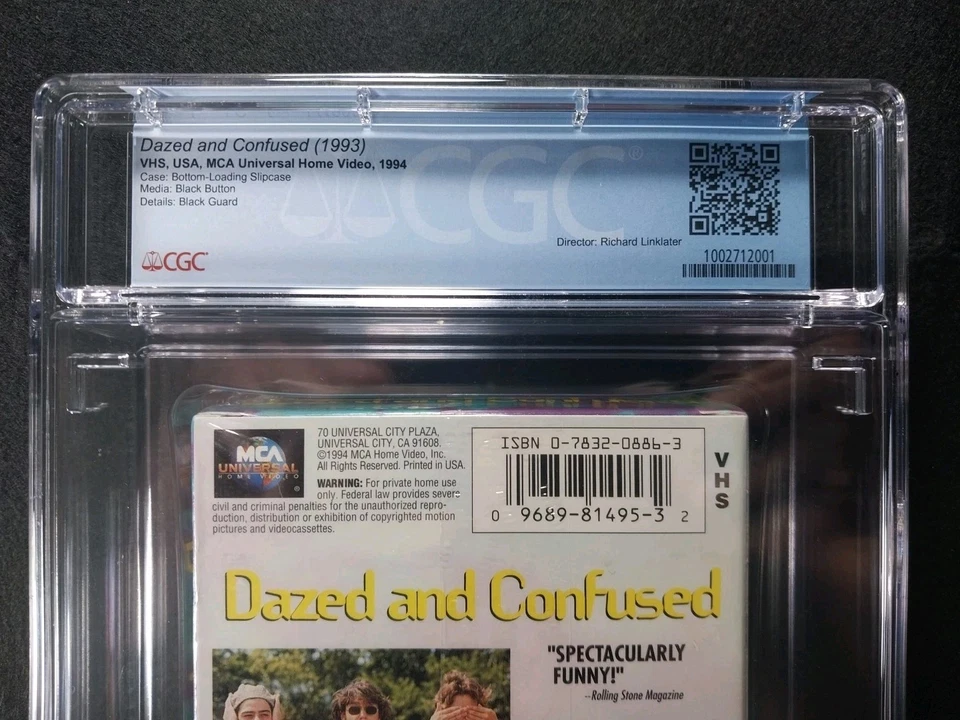 Dazed and Confused (1993)
VHS, USA, MCA Universal Home Video, 1994
Case: Bottom-Loading Slipcase
Media: Black Button
Details: Black Guard
CGC®
Director: Richard Linklater
CGC
1002712001
MCA
UNIVERSAL
HOME VIDEO
®
70 UNIVERSAL CITY PLAZA,
UNIVERSAL CITY, CA 91608.
©1994 MCA Home Video, Inc.
All Rights Reserved. Printed in USA.
WARNING: For private home use
only. Federal law provides severe
civil and criminal penalties for the unauthorized repro-
duction, distribution or exhibition of copyrighted motion
pictures and videocassettes.
ISBN 0-7832-0886-3
0 9689-81495-3 2
VHS
Dazed and Confused
"SPECTACULARLY
FUNNY!"
--Rolling Stone Magazine